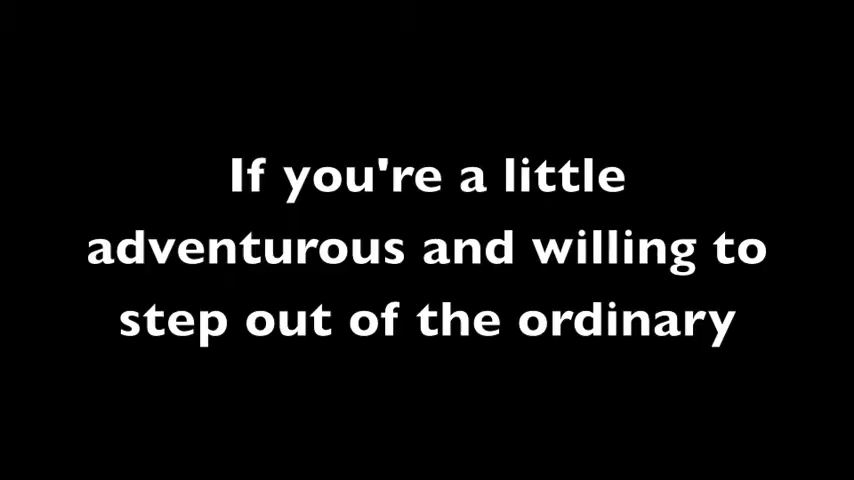 If you're a little
adventurous and willing to
step out of the ordinary